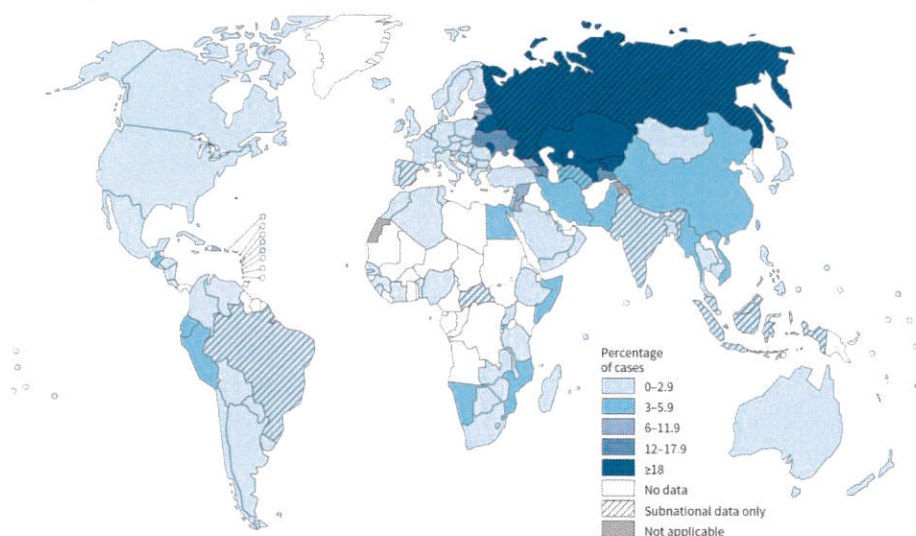 Percentage
of cases
0–2.9
3–5.9
6–11.9
12–17.9
≥18
No data
Subnational data only
Not applicable